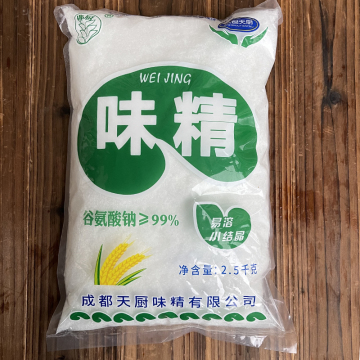 WEI JING
味精
谷氨酸钠≥99%
易溶
小结晶
净含量：2.5千克
成都天厨味精有限公司